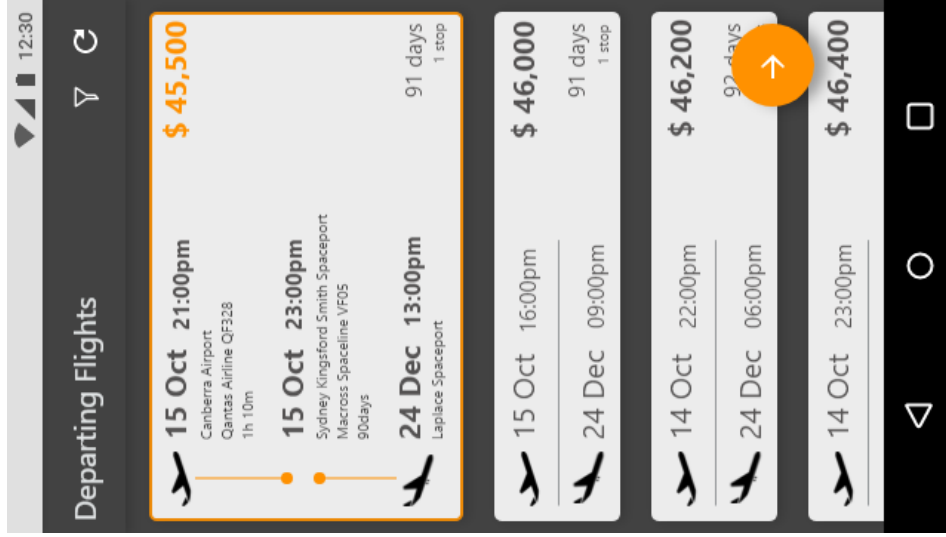 12:30
Departing Flights
15 Oct 21:00pm $ 45,500
Canberra Airport
Qantas Airline QF328
1h 10m
15 Oct 23:00pm
Sydney Kingsford Smith Spaceport
Macross Spaceline VF05
90days
24 Dec 13:00pm 91 days
Laplace Spaceport 1 stop
15 Oct 16:00pm $ 46,000
24 Dec 09:00pm 91 days
1 stop
14 Oct 22:00pm $ 46,200
24 Dec 06:00pm 92 days
14 Oct 23:00pm $ 46,400